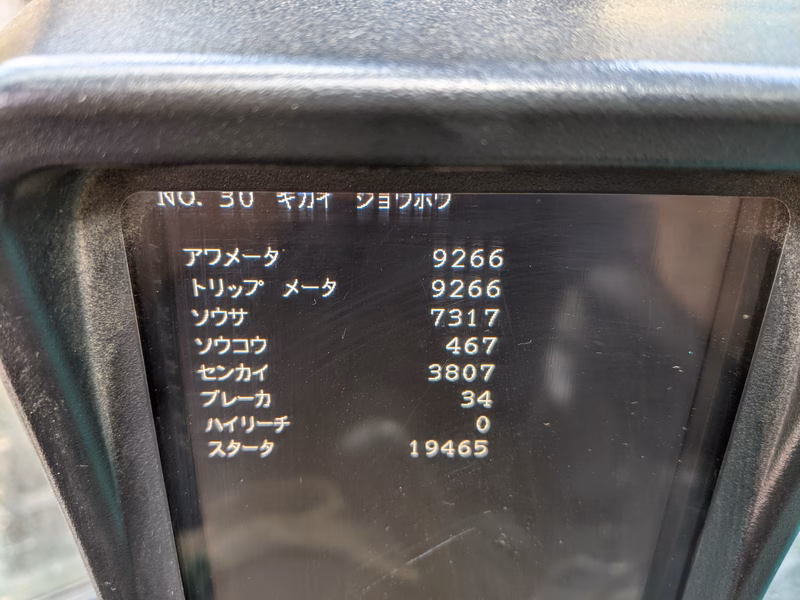 NO. 30 キカイ ジョウホウ
アワメータ 9266
トリップ メータ 9266
ソウサ 7317
ソウコウ 467
センカイ 3807
ブレーカ 34
ハイリーチ 0
スタータ 19465